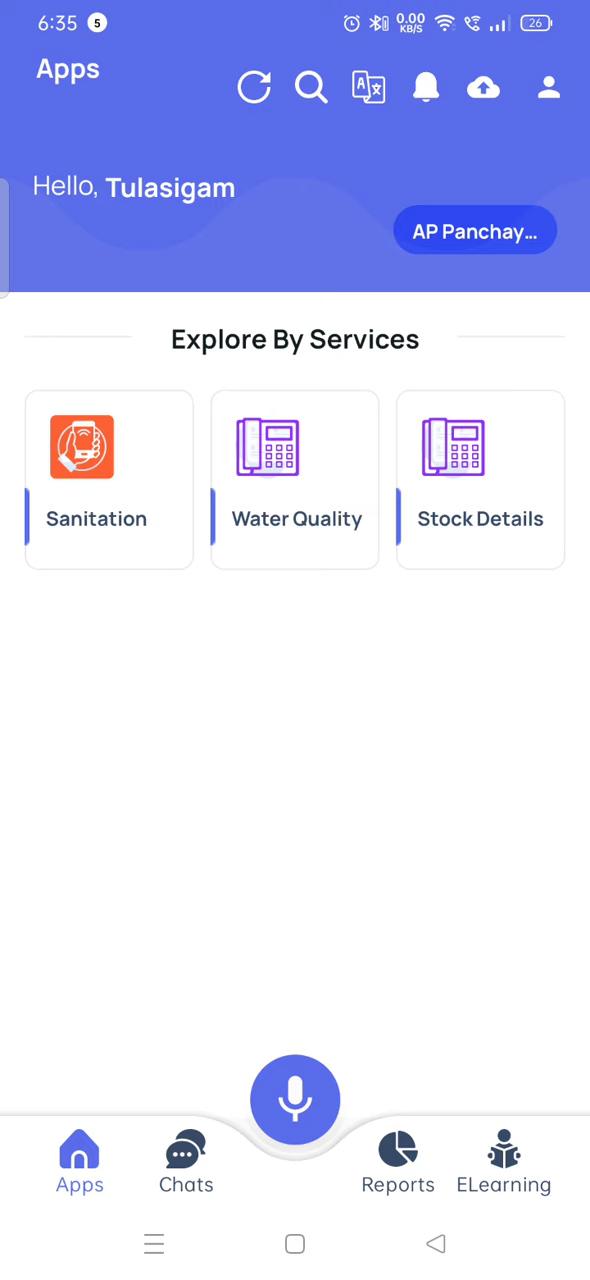 6:35 5 0.00 KB/S 26
Apps
Hello, Tulasigam
AP Panchay...
Explore By Services
Sanitation Water Quality Stock Details
Apps Chats Reports ELearning